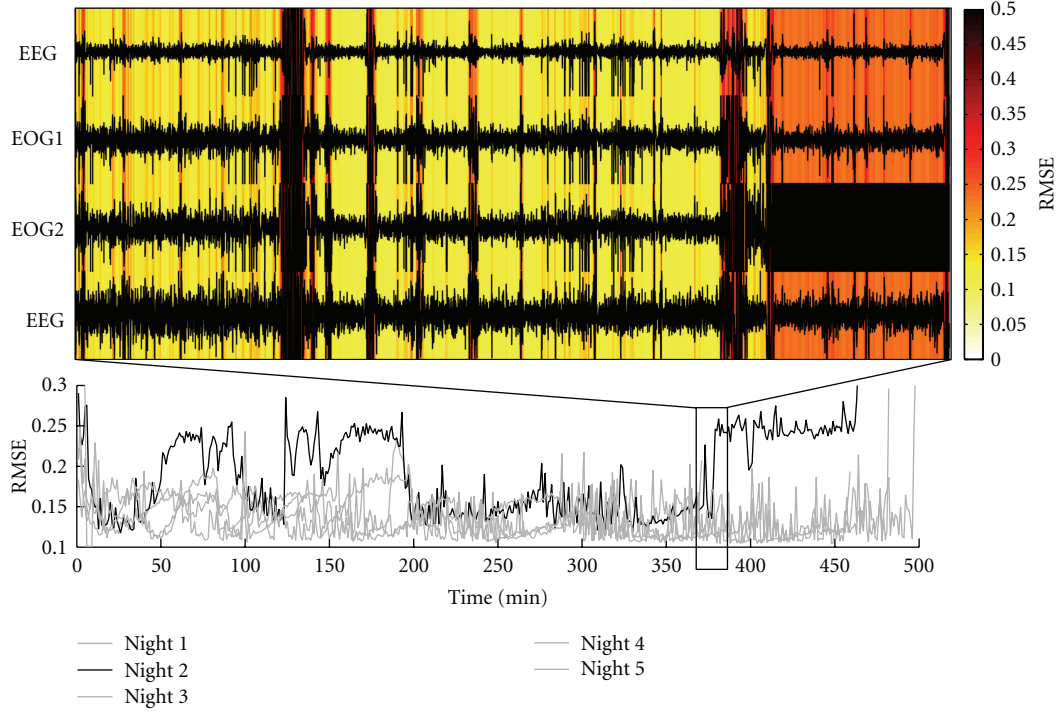 EEG
EOG1
EOG2
EEG
0.5
0.45
0.4
0.35
0.3
0.25
0.2
0.15
0.1
0.05
0
RMSE
0.3
0.25
0.2
0.15
0.1
RMSE
0 50 100 150 200 250 300 350 400 450 500
Time (min)
Night 1
Night 2
Night 3
Night 4
Night 5